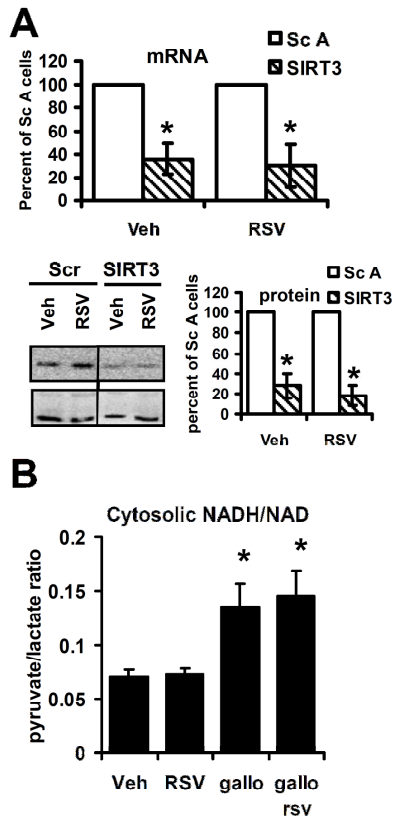 A
mRNA
Sc A
SIRT3
Percent of Sc A cells
120
100
80
60
40
20
0
*
*
Veh
RSV
Scr
SIRT3
Veh
RSV
Veh
RSV
protein
Sc A
SIRT3
percent of Sc A cells
120
100
80
60
40
20
0
*
*
Veh
RSV
B
Cytosolic NADH/NAD
pyruvate/lactate ratio
0.2
0.15
0.1
0.05
0
*
*
Veh
RSV
gallo
gallo
rsv